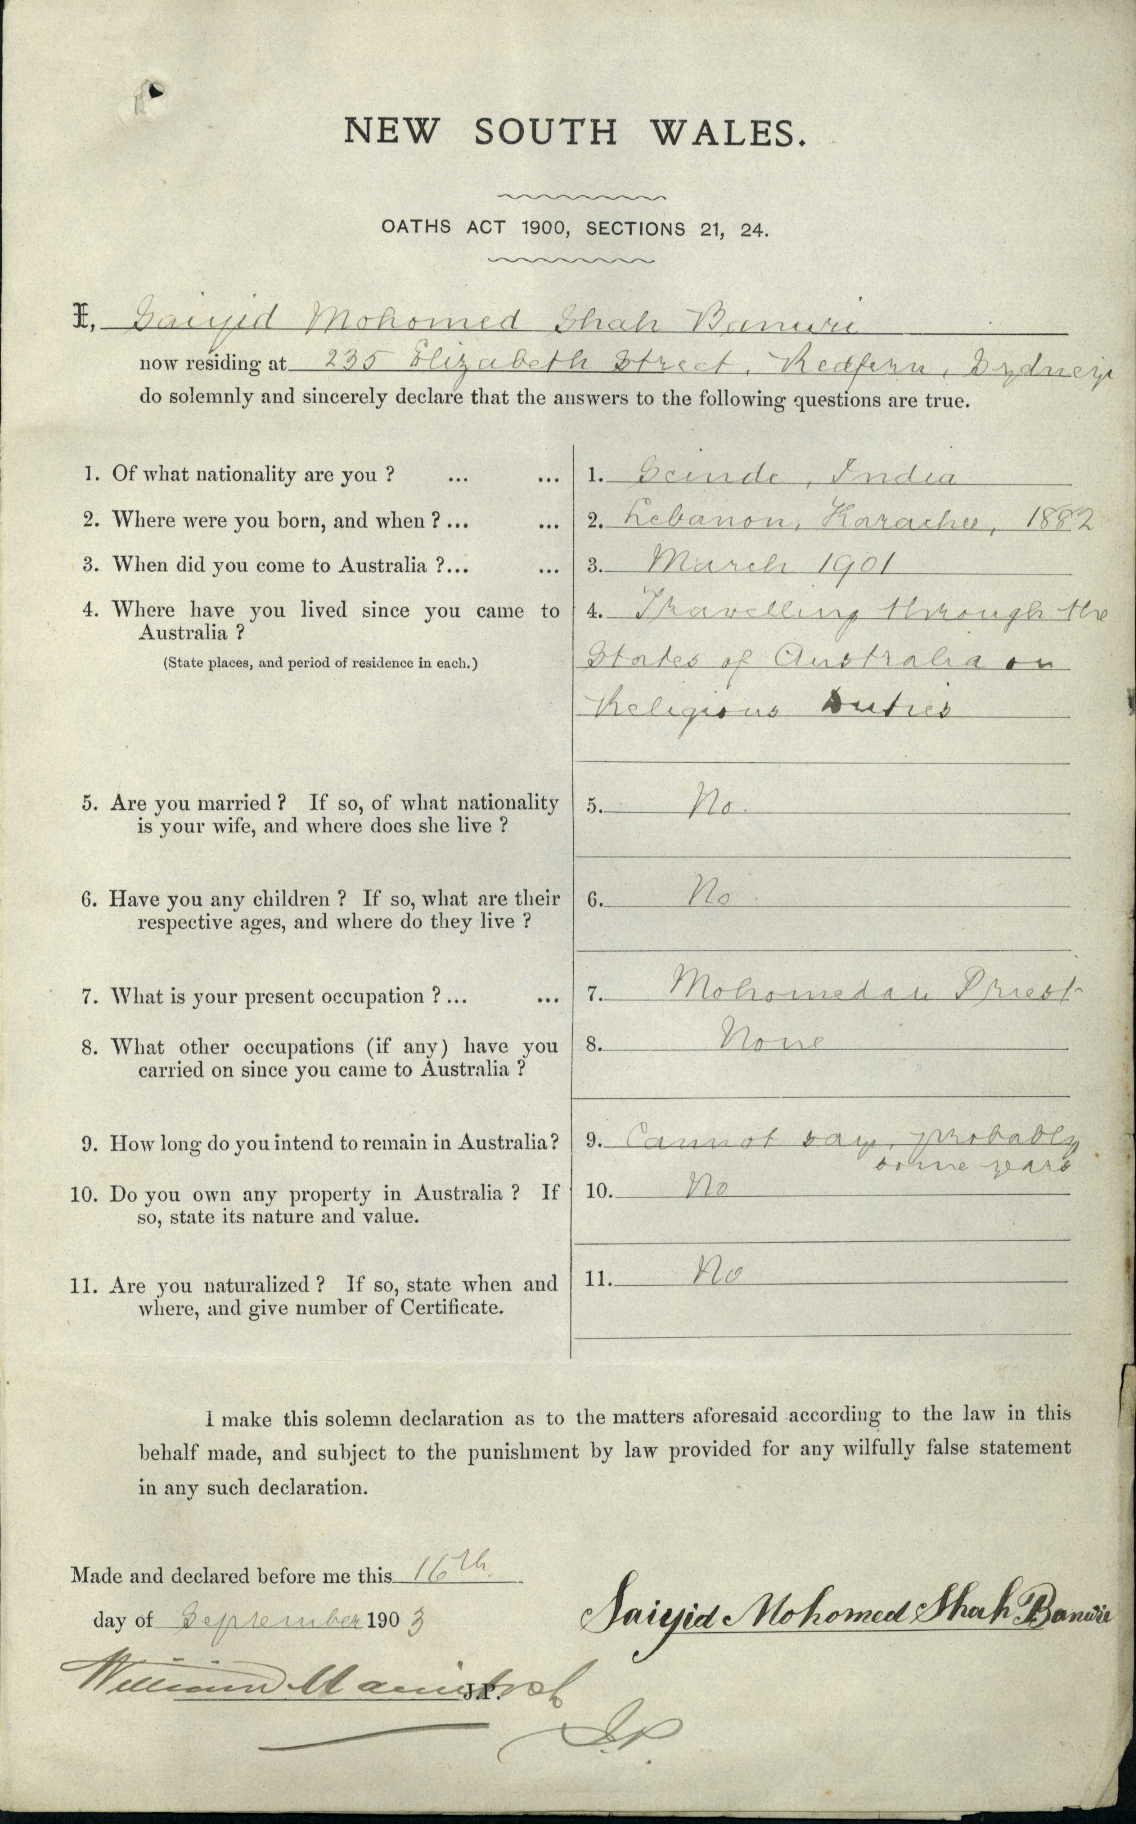 NEW SOUTH WALES.
OATHS ACT 1900, SECTIONS 21, 24.
I, Saiyid Mohomed Shah Banuri
now residing at 235 Elizabeth Street, Redfern, Sydney
do solemnly and sincerely declare that the answers to the following questions are true.
1. Of what nationality are you ? ... ... 1. Scinde, India
2. Where were you born, and when ? ... ... 2. Lebanon, Karachee, 1882
3. When did you come to Australia ?... ... 3. March 1901
4. Where have you lived since you came to 4. Travelling through the
Australia ?
(State places, and period of residence in each.) States of Australia on
Religious Duties
5. Are you married ? If so, of what nationality 5. No.
is your wife, and where does she live ?
6. Have you any children ? If so, what are their 6. No.
respective ages, and where do they live ?
7. What is your present occupation ? ... ... 7. Mohomedan Priest
8. What other occupations (if any) have you 8. None
carried on since you came to Australia ?
9. How long do you intend to remain in Australia? 9. Cannot say, probably
some years
10. Do you own any property in Australia ? If 10. No
so, state its nature and value.
11. Are you naturalized ? If so, state when and 11. No
where, and give number of Certificate.
I make this solemn declaration as to the matters aforesaid according to the law in this
behalf made, and subject to the punishment by law provided for any wilfully false statement
in any such declaration.
Made and declared before me this 16th.
day of September 1903 Saiyid Mohomed Shah Banuri
William J.P.
J.P.